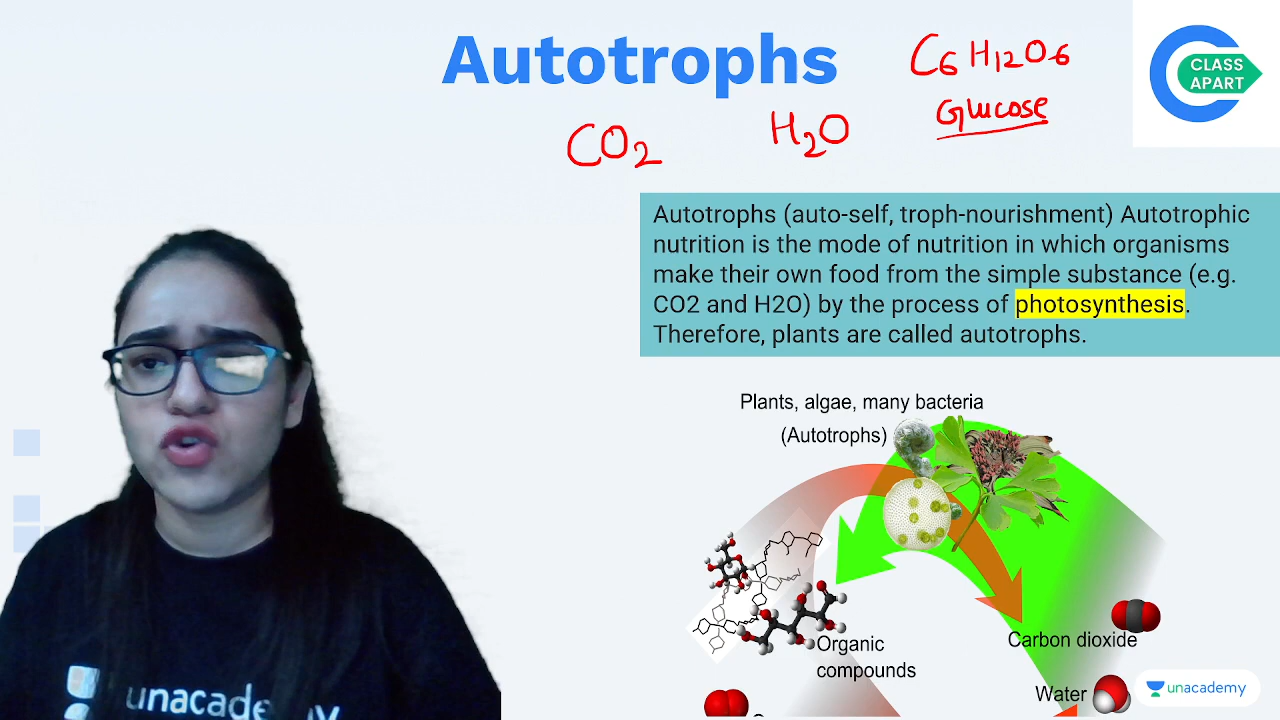 Autotrophs
C6H12O6
Glucose
CO2
H2O
CLASS
APART
Autotrophs (auto-self, troph-nourishment) Autotrophic
nutrition is the mode of nutrition in which organisms
make their own food from the simple substance (e.g.
CO2 and H2O) by the process of photosynthesis.
Therefore, plants are called autotrophs.
Plants, algae, many bacteria
(Autotrophs)
Organic
compounds
Carbon dioxide
Water
unacademy
unacademy